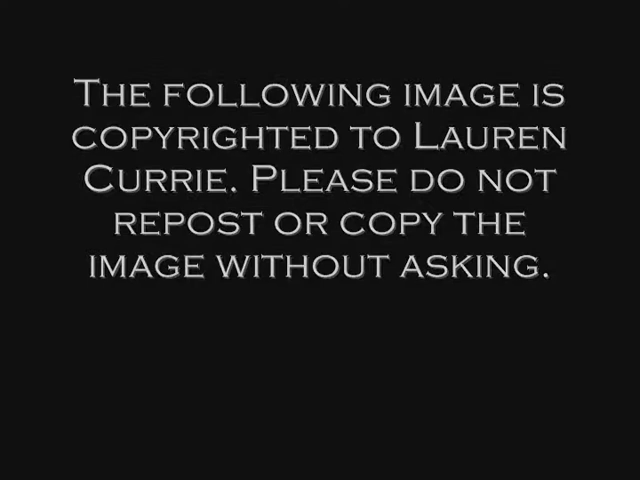 The following image is
copyrighted to Lauren
Currie. Please do not
repost or copy the
image without asking.